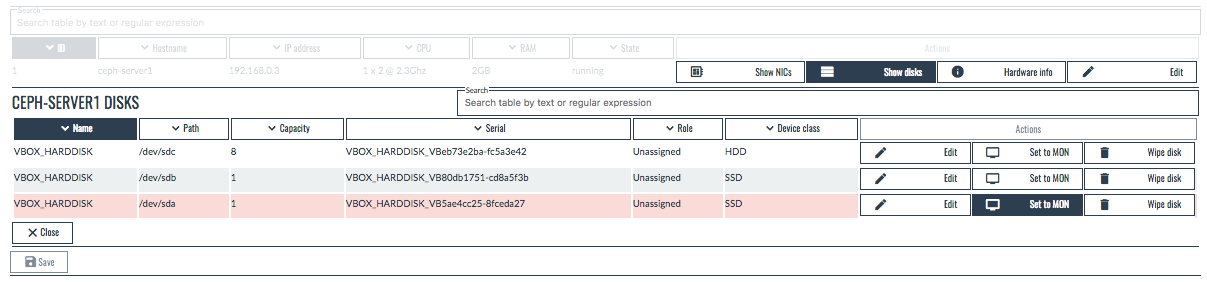 Search
Search table by text or regular expression
ID Hostname IP address CPU RAM State Actions
1 ceph-server1 192.168.0.3 1 x 2 @ 2.3Ghz 2GB running Show NICs Show disks Hardware info Edit
CEPH-SERVER1 DISKS
Search
Search table by text or regular expression
Name Path Capacity Serial Role Device class Actions
VBOX_HARDDISK /dev/sdc 8 VBOX_HARDDISK_VBeb73e2ba-fc5a3e42 Unassigned HDD Edit Set to MON Wipe disk
VBOX_HARDDISK /dev/sdb 1 VBOX_HARDDISK_VB80db1751-cd8a5f3b Unassigned SSD Edit Set to MON Wipe disk
VBOX_HARDDISK /dev/sda 1 VBOX_HARDDISK_VB5ae4cc25-8fceda27 Unassigned SSD Edit Set to MON Wipe disk
Close
Save